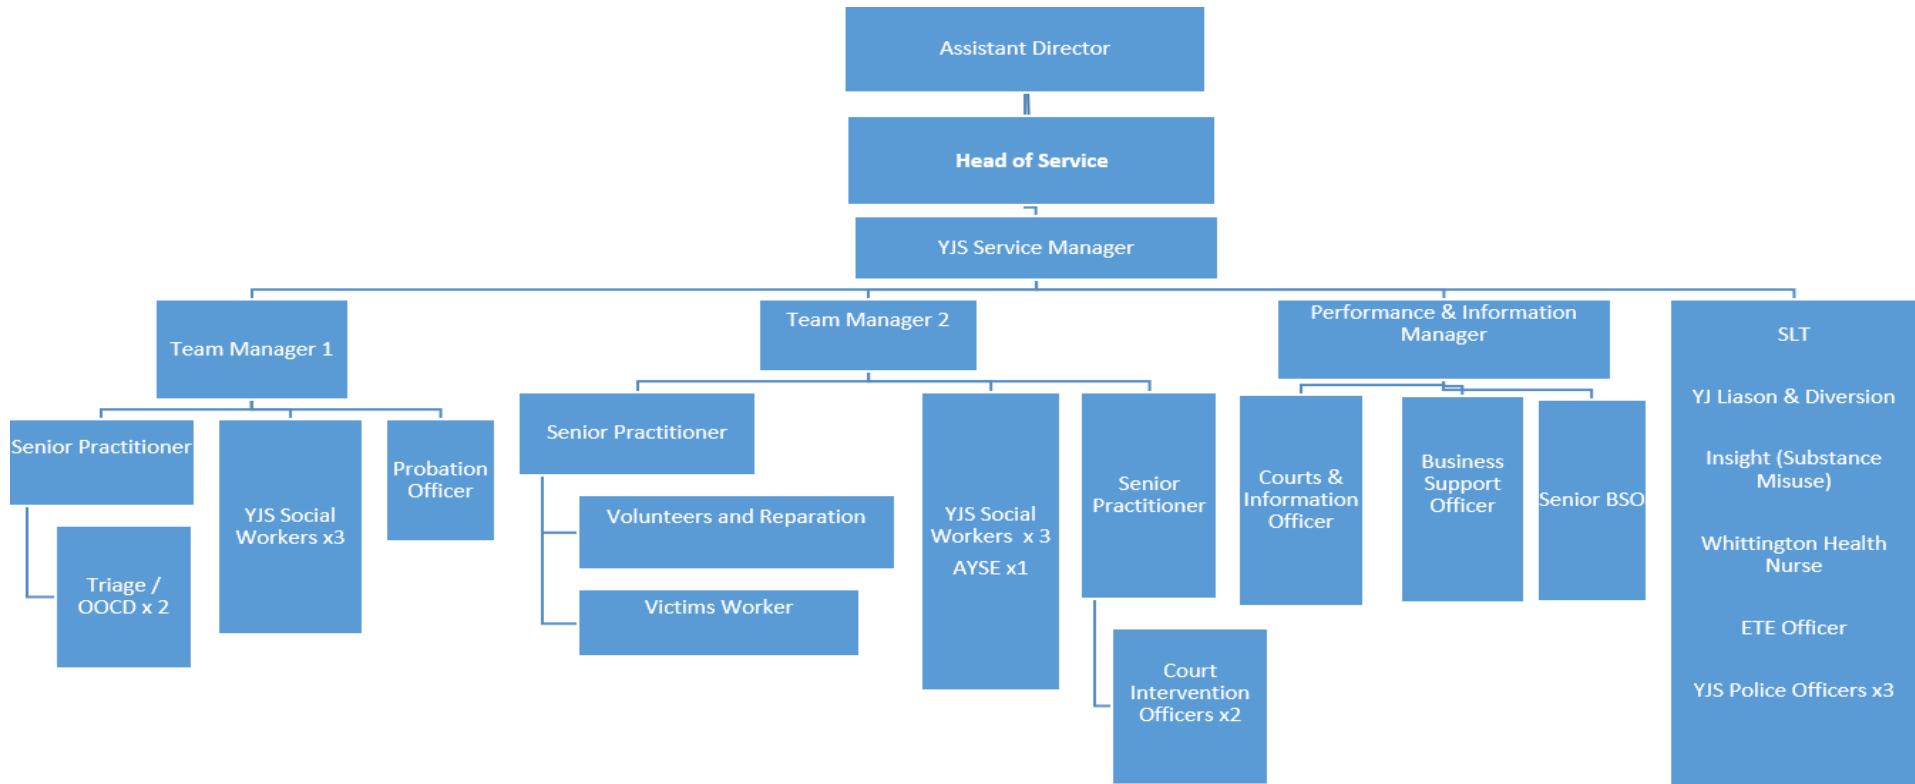 Assistant Director
Head of Service
YJS Service Manager
Team Manager 1
Team Manager 2
Performance & Information
Manager
SLT
YJ Liason & Diversion
Insight (Substance
Misuse)
Whittington Health
Nurse
ETE Officer
YJS Police Officers x3
Senior Practitioner
Triage /
OOCD x 2
YJS Social
Workers x3
Probation
Officer
Senior Practitioner
Volunteers and Reparation
Victims Worker
YJS Social
Workers x 3
AYSE x1
Senior
Practitioner
Court
Intervention
Officers x2
Courts &
Information
Officer
Business
Support
Officer
Senior BSO